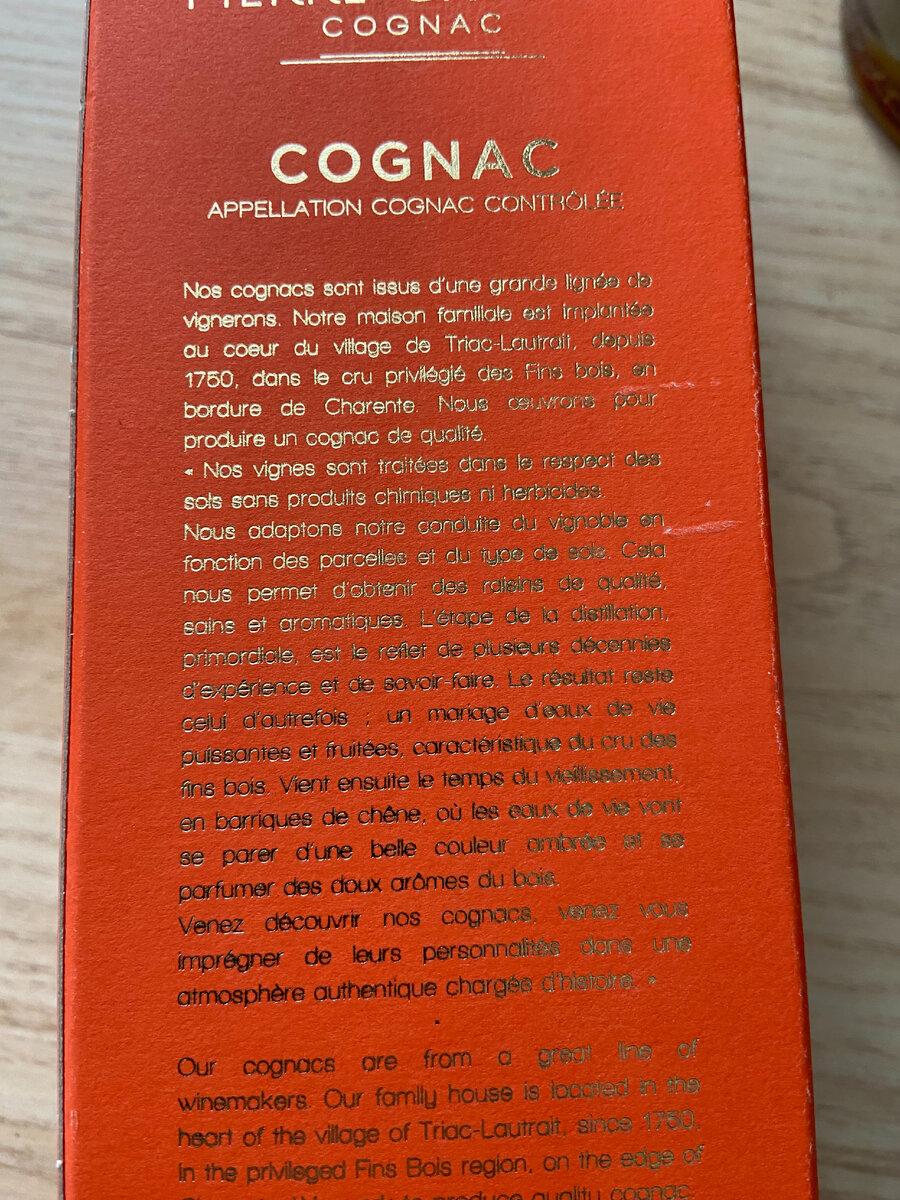 COGNAC
COGNAC
APPELLATION COGNAC CONTRÔLÉE
Nos cognacs sont issus d'une grande lignée de
vignerons. Notre maison familiale est implantée
au coeur du village de Triac-Lautrait, depuis
1750, dans le cru privilégié des Fins bois, en
bordure de Charente. Nous œuvrons pour
produire un cognac de qualité.
« Nos vignes sont traitées dans le respect des
sols sans produits chimiques ni herbicides.
Nous adaptons notre conduite du vignoble en
fonction des parcelles et du type de sols. Cela
nous permet d'obtenir des raisins de qualité,
sains et aromatiques. L'étape de la distillation,
primordiale, est le reflet de plusieurs décennies
d'expérience et de savoir-faire. Le résultat reste
celui d'autrefois ; un mariage d'eaux de vie
puissantes et fruitées, caractéristique du cru des
fins bois. Vient ensuite le temps du vieillissement,
en barriques de chêne, où les eaux de vie vont
se parer d'une belle couleur ambrée et se
parfumer des doux arômes du bois.
Venez découvrir nos cognacs, venez vous
imprégner de leurs personnalités dans une
atmosphère authentique chargée d'histoire. »
Our cognacs are from a great line of
winemakers. Our family house is located in the
heart of the village of Triac-Lautrait, since 1750,
in the privileged Fins Bois region, on the edge of
produce quality cognac.